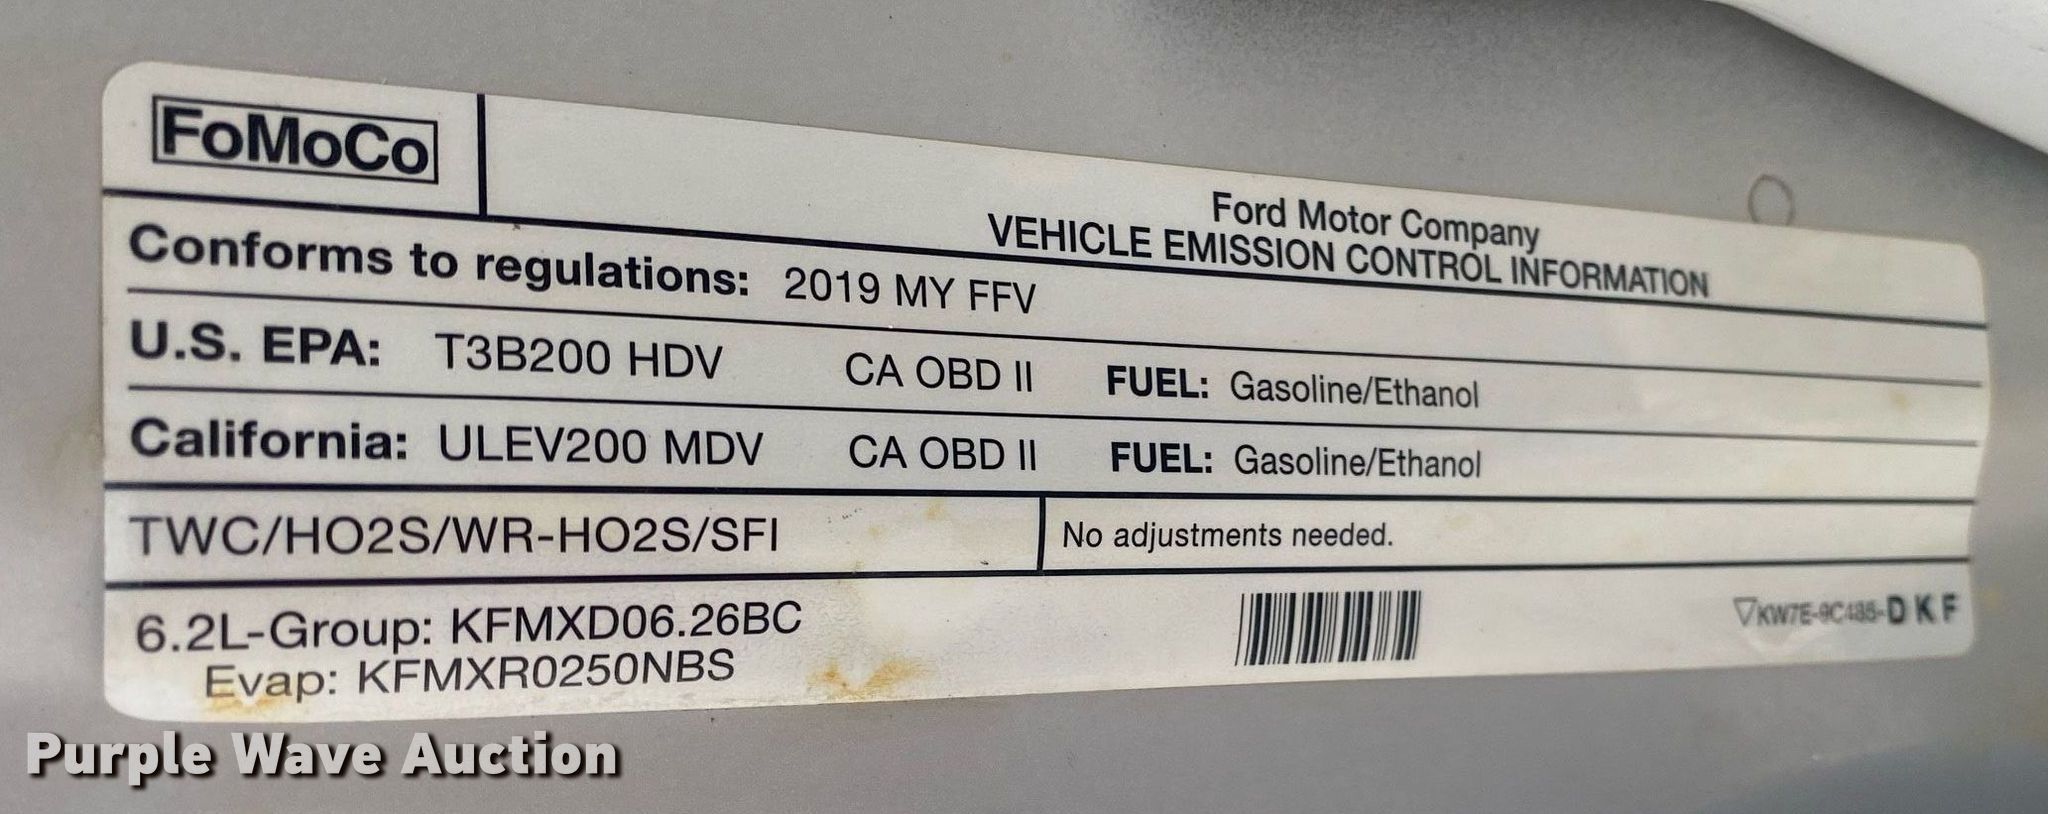 FoMoCo
Ford Motor Company
VEHICLE EMISSION CONTROL INFORMATION
Conforms to regulations: 2019 MY FFV
U.S. EPA: T3B200 HDV CA OBD II FUEL: Gasoline/Ethanol
California: ULEV200 MDV CA OBD II FUEL: Gasoline/Ethanol
TWC/HO2S/WR-HO2S/SFI No adjustments needed.
6.2L-Group: KFMXD06.26BC
Evap: KFMXR0250NBS
KW7E-9C485-DKF
Purple Wave Auction